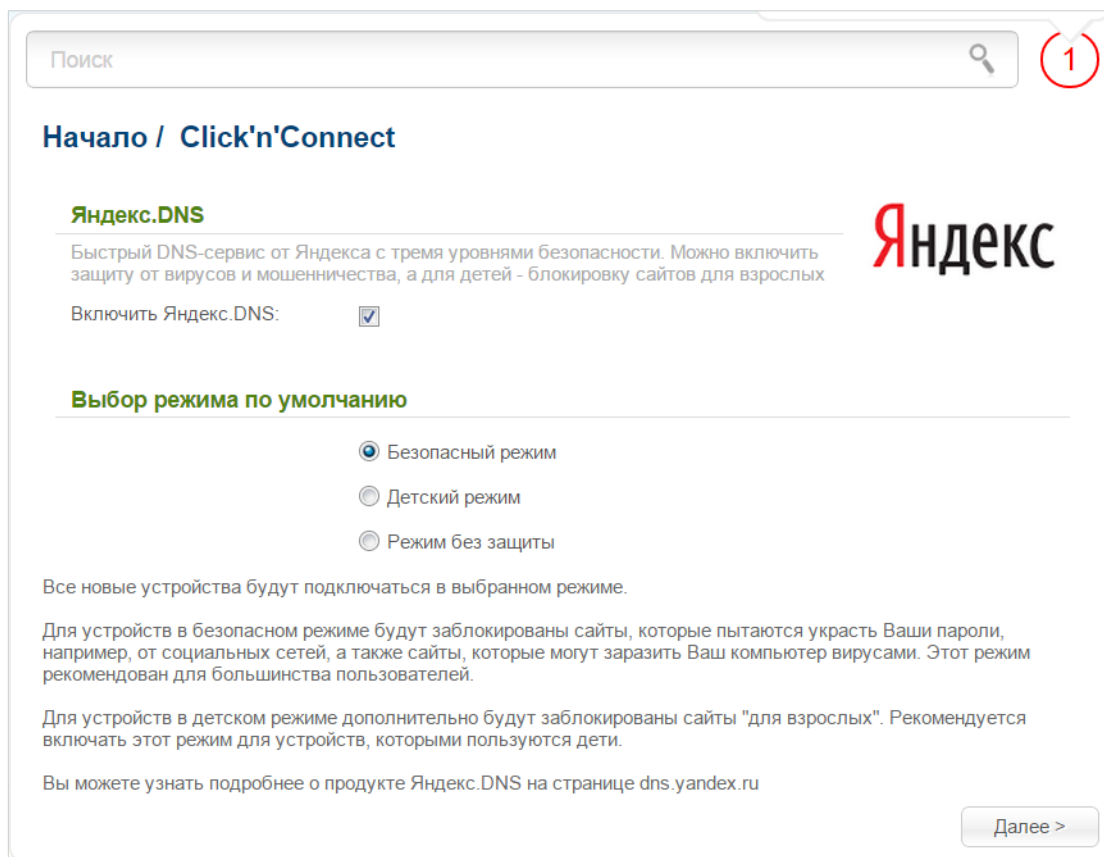 Поиск
1
Начало / Click'n'Connect
Яндекс.DNS
Яндекс
Быстрый DNS-сервис от Яндекса с тремя уровнями безопасности. Можно включить
защиту от вирусов и мошенничества, а для детей - блокировку сайтов для взрослых
Включить Яндекс.DNS:
Выбор режима по умолчанию
Безопасный режим
Детский режим
Режим без защиты
Все новые устройства будут подключаться в выбранном режиме.
Для устройств в безопасном режиме будут заблокированы сайты, которые пытаются украсть Ваши пароли,
например, от социальных сетей, а также сайты, которые могут заразить Ваш компьютер вирусами. Этот режим
рекомендован для большинства пользователей.
Для устройств в детском режиме дополнительно будут заблокированы сайты "для взрослых". Рекомендуется
включать этот режим для устройств, которыми пользуются дети.
Вы можете узнать подробнее о продукте Яндекс.DNS на странице dns.yandex.ru
Далее >